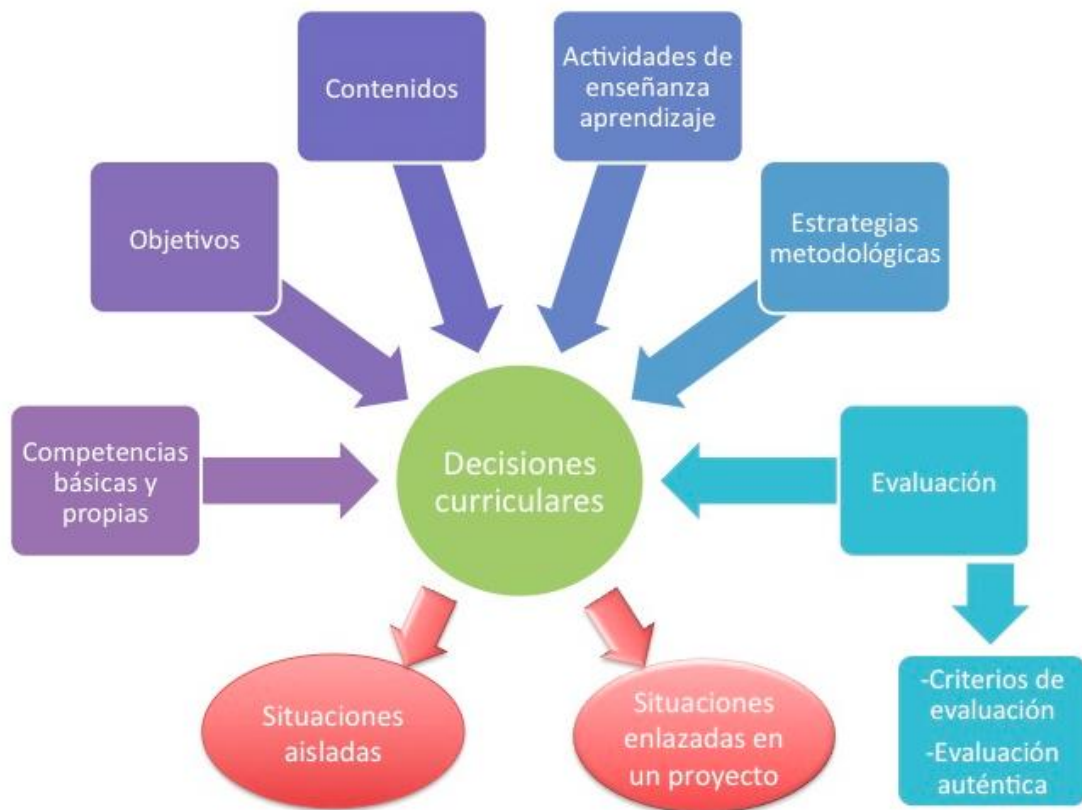 Contenidos
Actividades de
enseñanza
aprendizaje
Objetivos
Estrategias
metodológicas
Competencias
básicas y
propias
Decisiones
curriculares
Evaluación
Situaciones
aisladas
Situaciones
enlazadas en
un proyecto
-Criterios de
evaluación
-Evaluación
auténtica